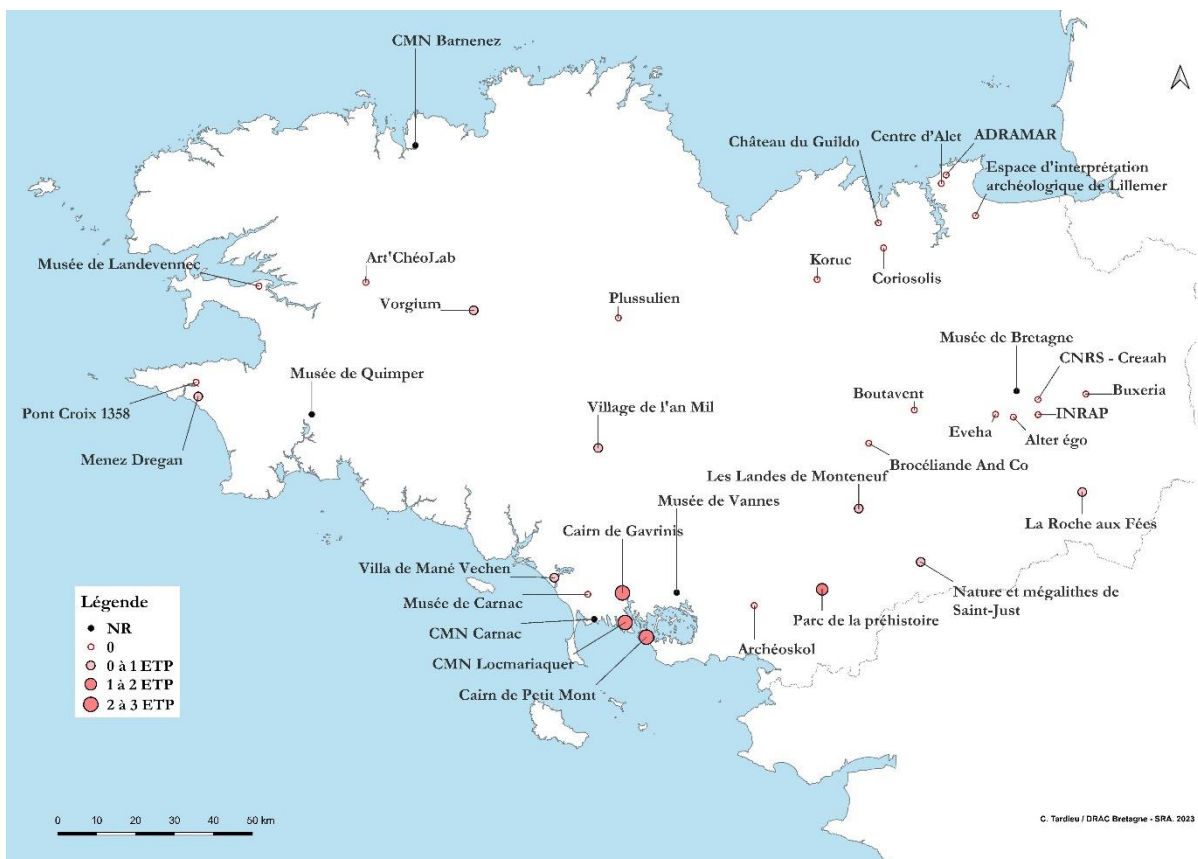 CMN Barnenez
Château du Guildo
Centre d'Alet
ADRAMAR
Espace d'interprétation
archéologique de Lillemer
Musée de Landevennec
Art'ChéoLab
Vorgium
Plussulien
Koruc
Coriosolis
Musée de Bretagne
CNRS - Creaah
Musée de Quimper
Pont Croix 1358
Menez Dregan
Village de l'an Mil
Boutavent
Buxeria
INRAP
Eveha
Alter égo
Brocéliande And Co
Les Landes de Monteneuf
Musée de Vannes
Cairn de Gavrinis
La Roche aux Fées
Villa de Mané Vechen
Musée de Carnac
CMN Carnac
CMN Locmariaquer
Cairn de Petit Mont
Archéoskol
Parc de la préhistoire
Nature et mégalithes de
Saint-Just
Légende
NR
0
0 à 1 ETP
1 à 2 ETP
2 à 3 ETP
0 10 20 30 40 50 km
C. Tardieu / DRAC Bretagne - SRA. 2023